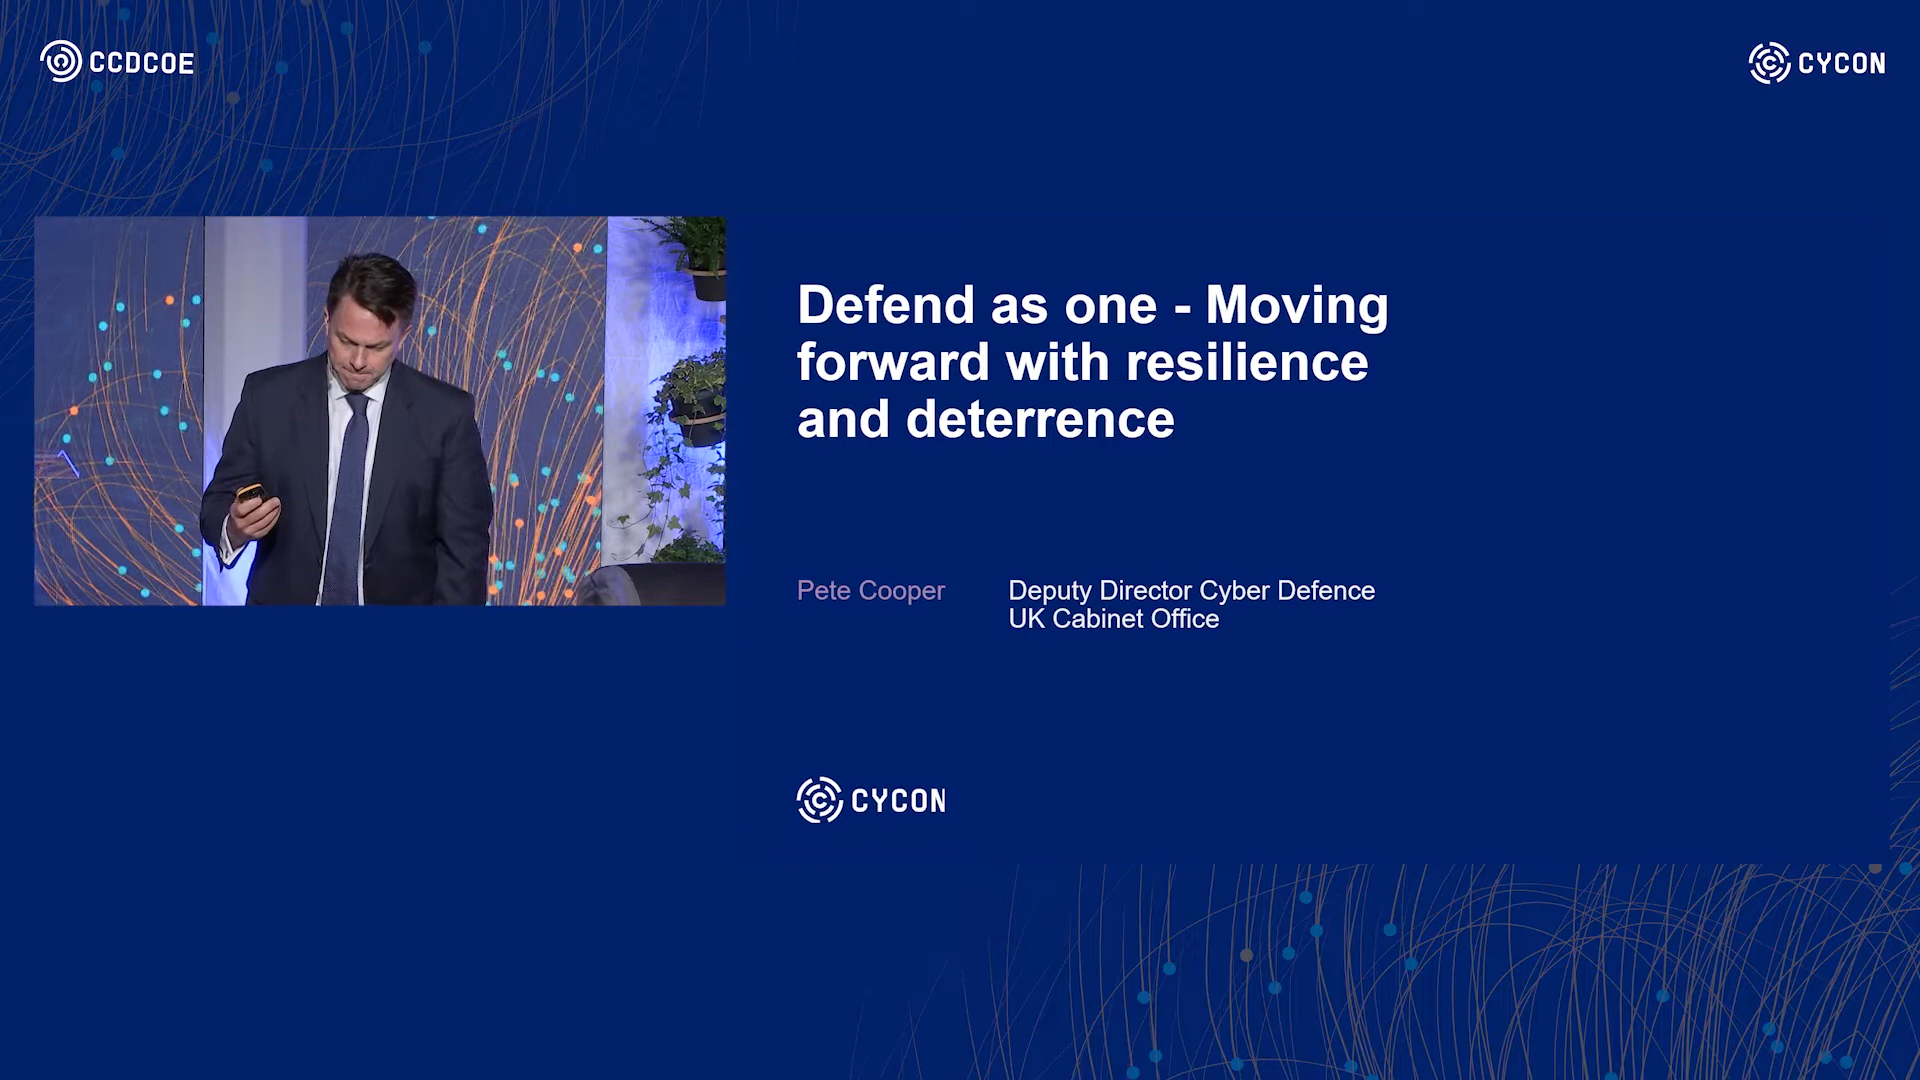 CCDCOE
CYCON
Defend as one - Moving
forward with resilience
and deterrence
Pete Cooper
Deputy Director Cyber Defence
UK Cabinet Office
CYCON